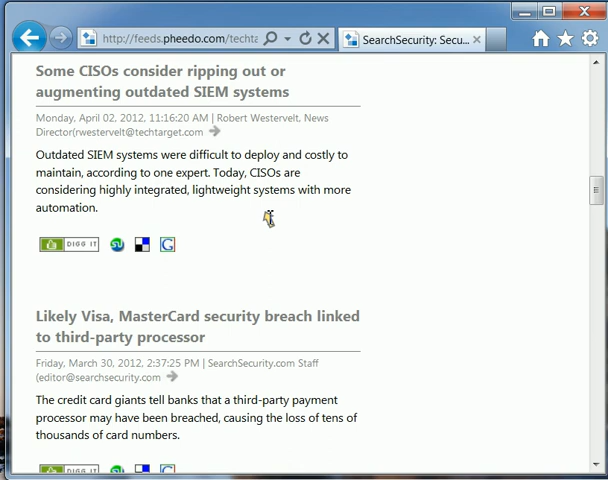 http://feeds.pheedo.com/techta
SearchSecurity: Secu...
Some CISOs consider ripping out or
augmenting outdated SIEM systems
Monday, April 02, 2012, 11:16:20 AM | Robert Westervelt, News
Director(rwestervelt@techtarget.com
Outdated SIEM systems were difficult to deploy and costly to
maintain, according to one expert. Today, CISOs are
considering highly integrated, lightweight systems with more
automation.
DIGG IT
Likely Visa, MasterCard security breach linked
to third-party processor
Friday, March 30, 2012, 2:37:25 PM | SearchSecurity.com Staff
(editor@searchsecurity.com
The credit card giants tell banks that a third-party payment
processor may have been breached, causing the loss of tens of
thousands of card numbers.
DIGG IT